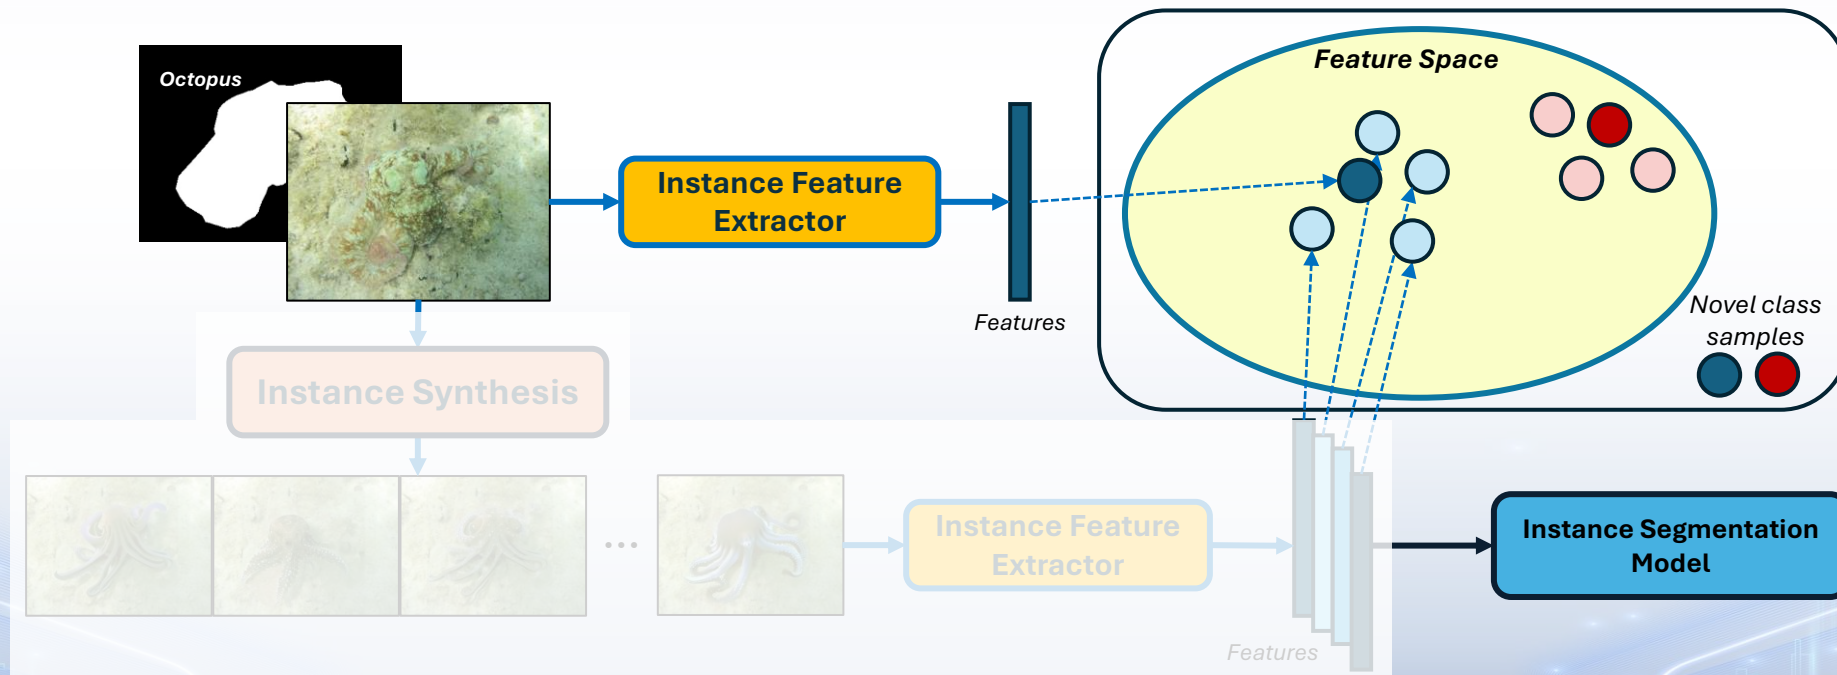 Octopus
Feature Space
Instance Feature
Extractor
Features
Novel class
samples
Instance Synthesis
...
Instance Feature
Extractor
Instance Segmentation
Model
Features